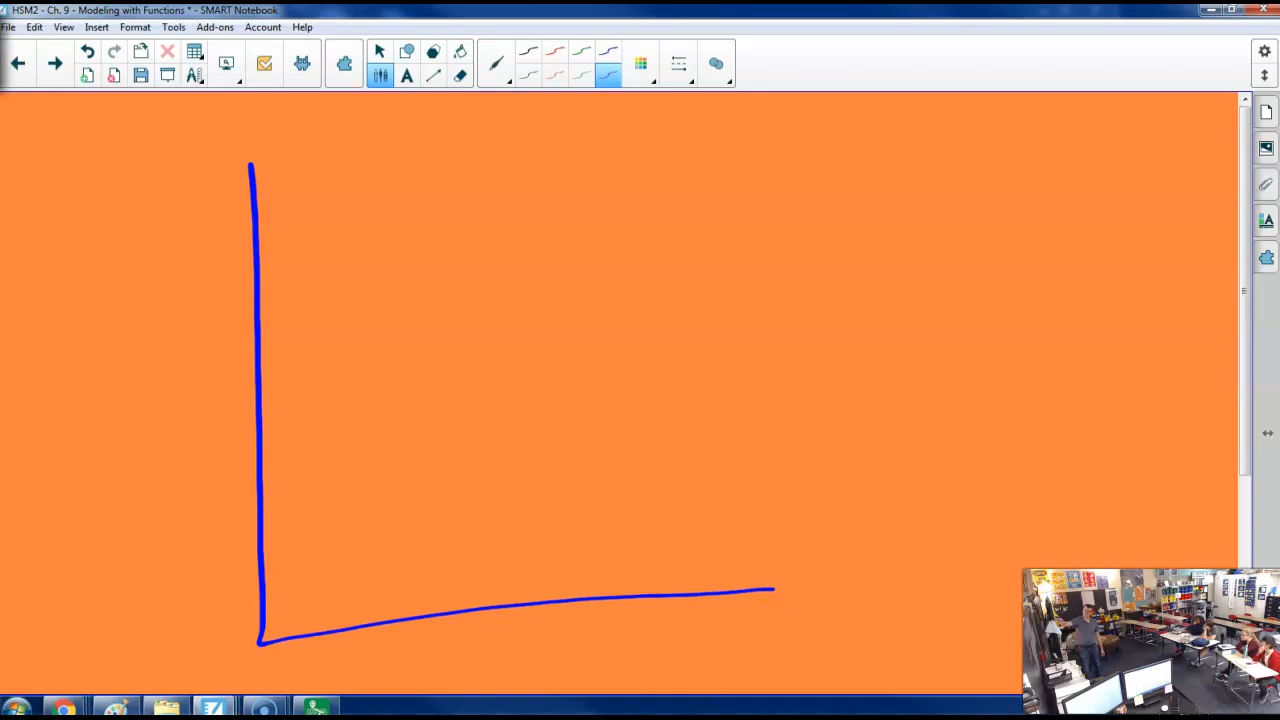 HSM2 - Ch. 9 - Modeling with Functions * - SMART Notebook
File Edit View Insert Format Tools Add-ons Account Help